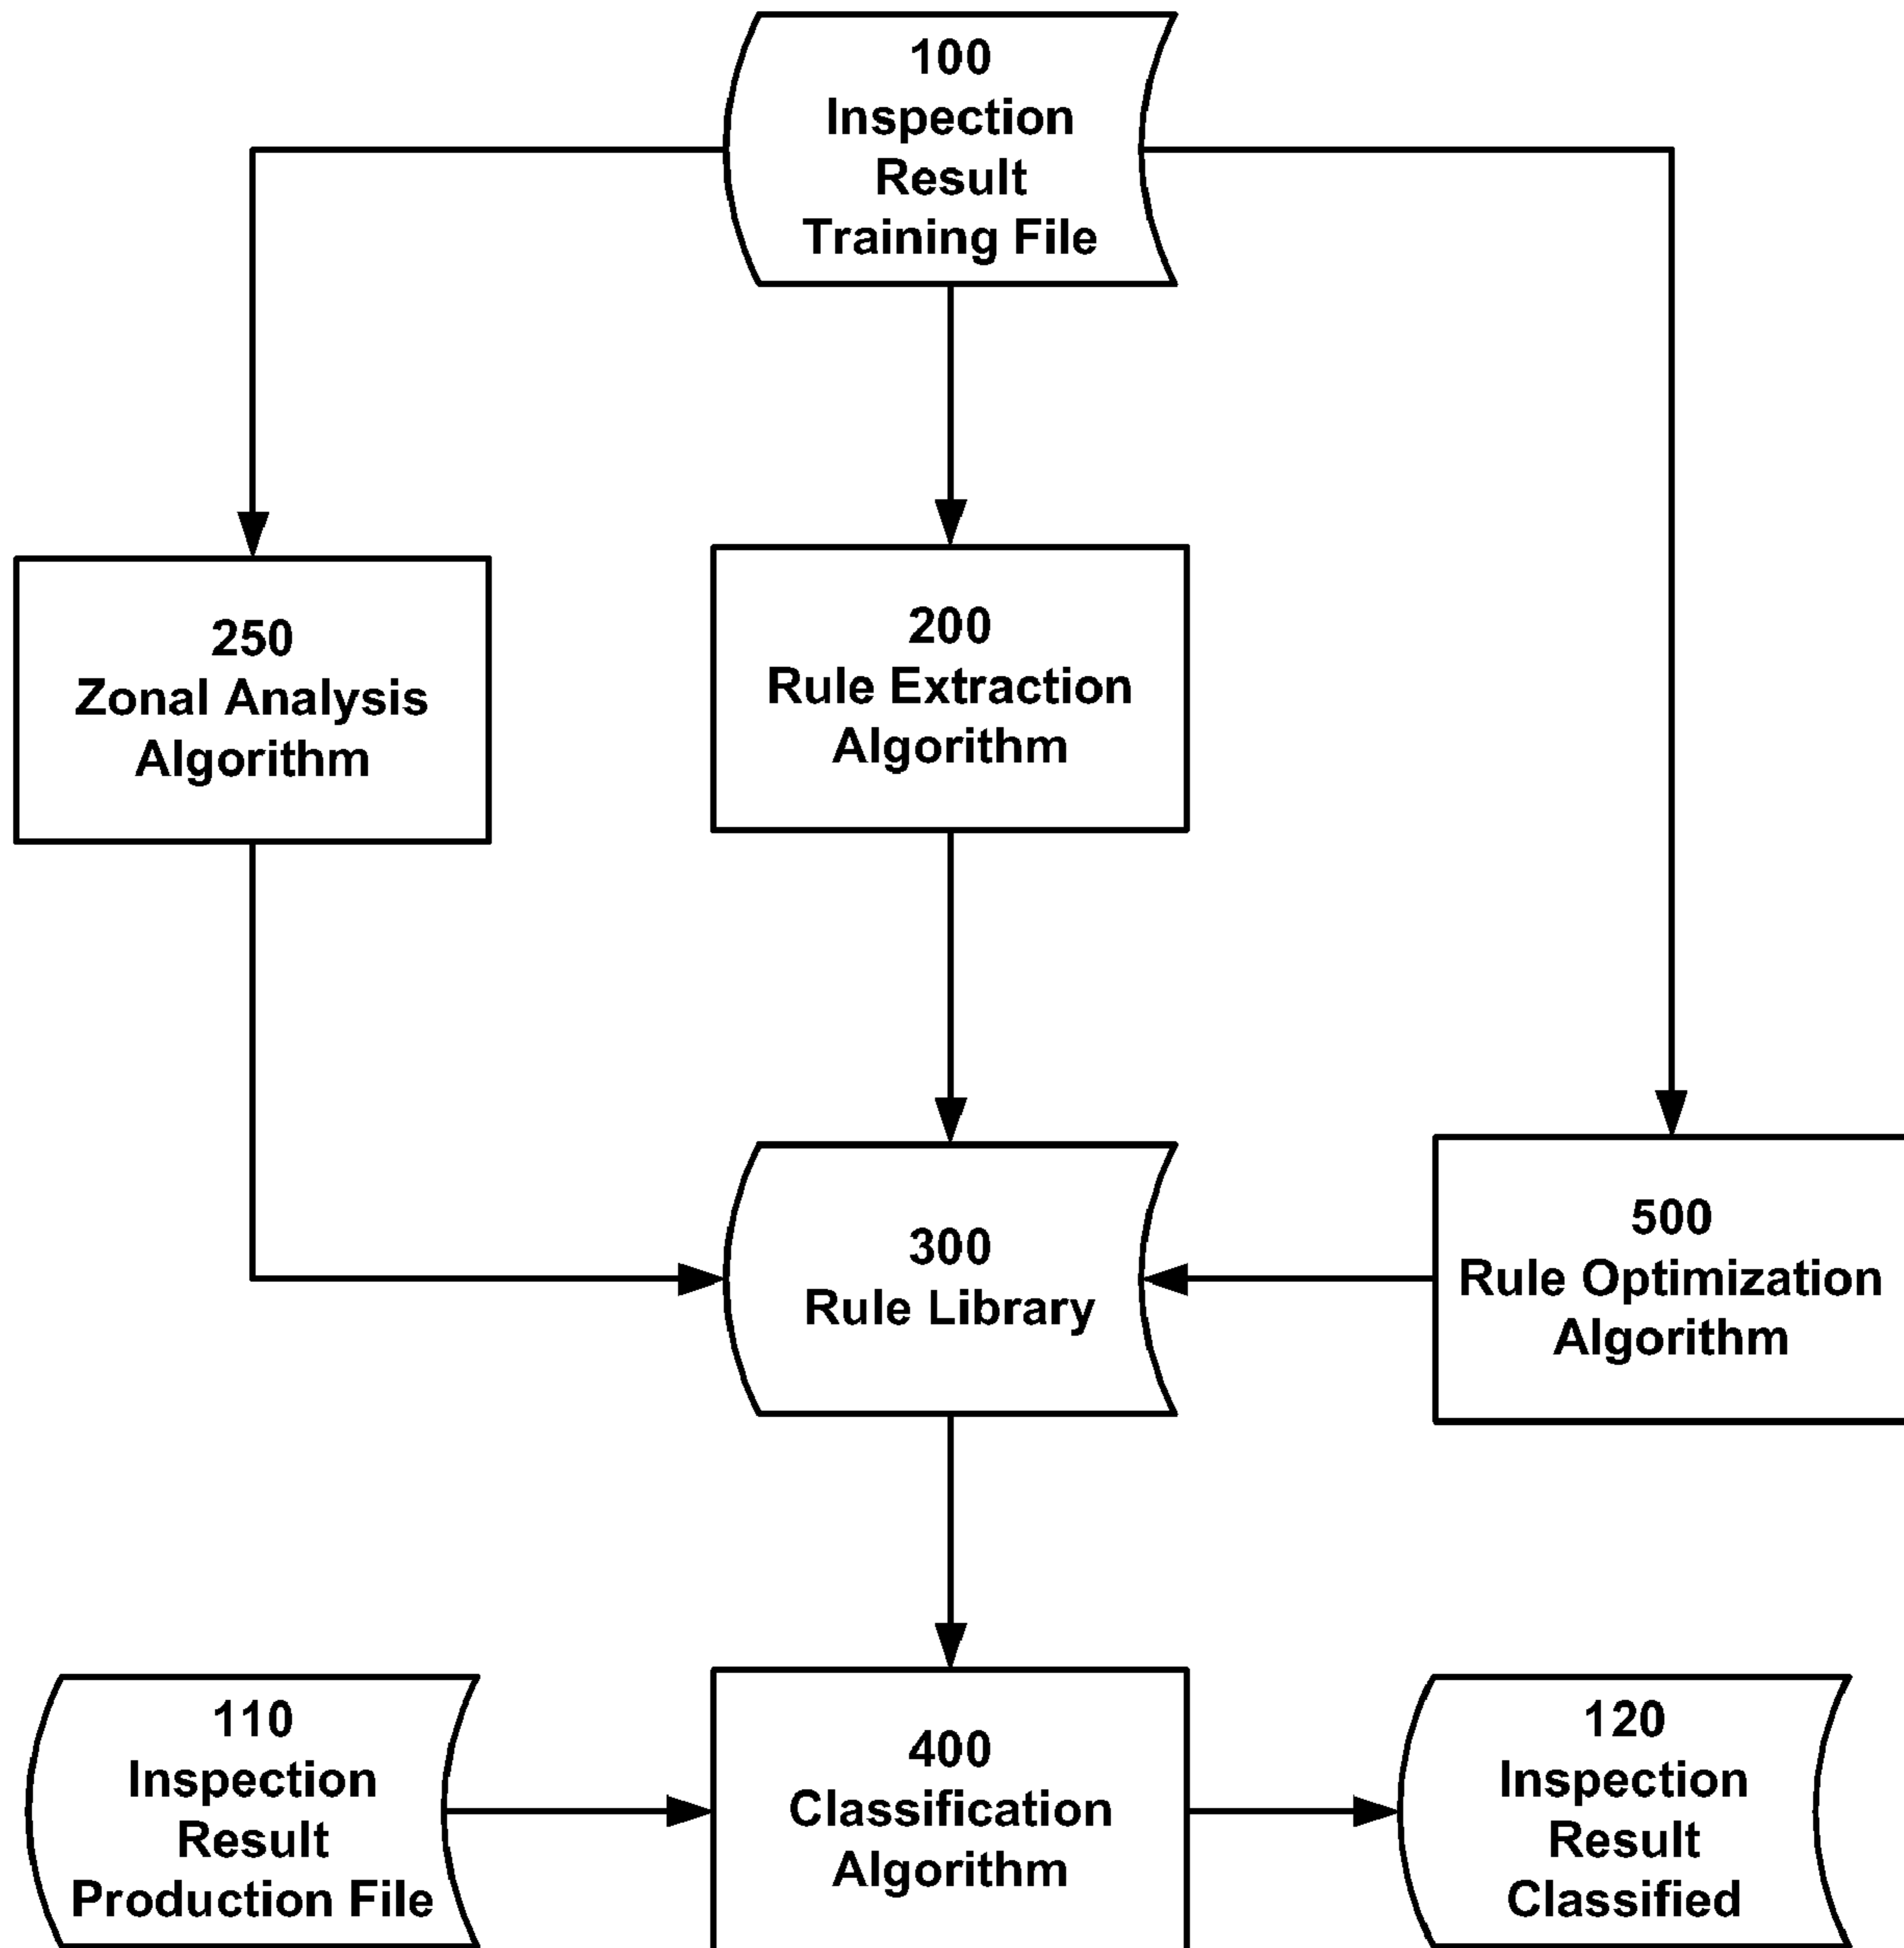 100
Inspection
Result
Training File
250
Zonal Analysis
Algorithm
200
Rule Extraction
Algorithm
300
Rule Library
500
Rule Optimization
Algorithm
110
Inspection
Result
Production File
400
Classification
Algorithm
120
Inspection
Result
Classified